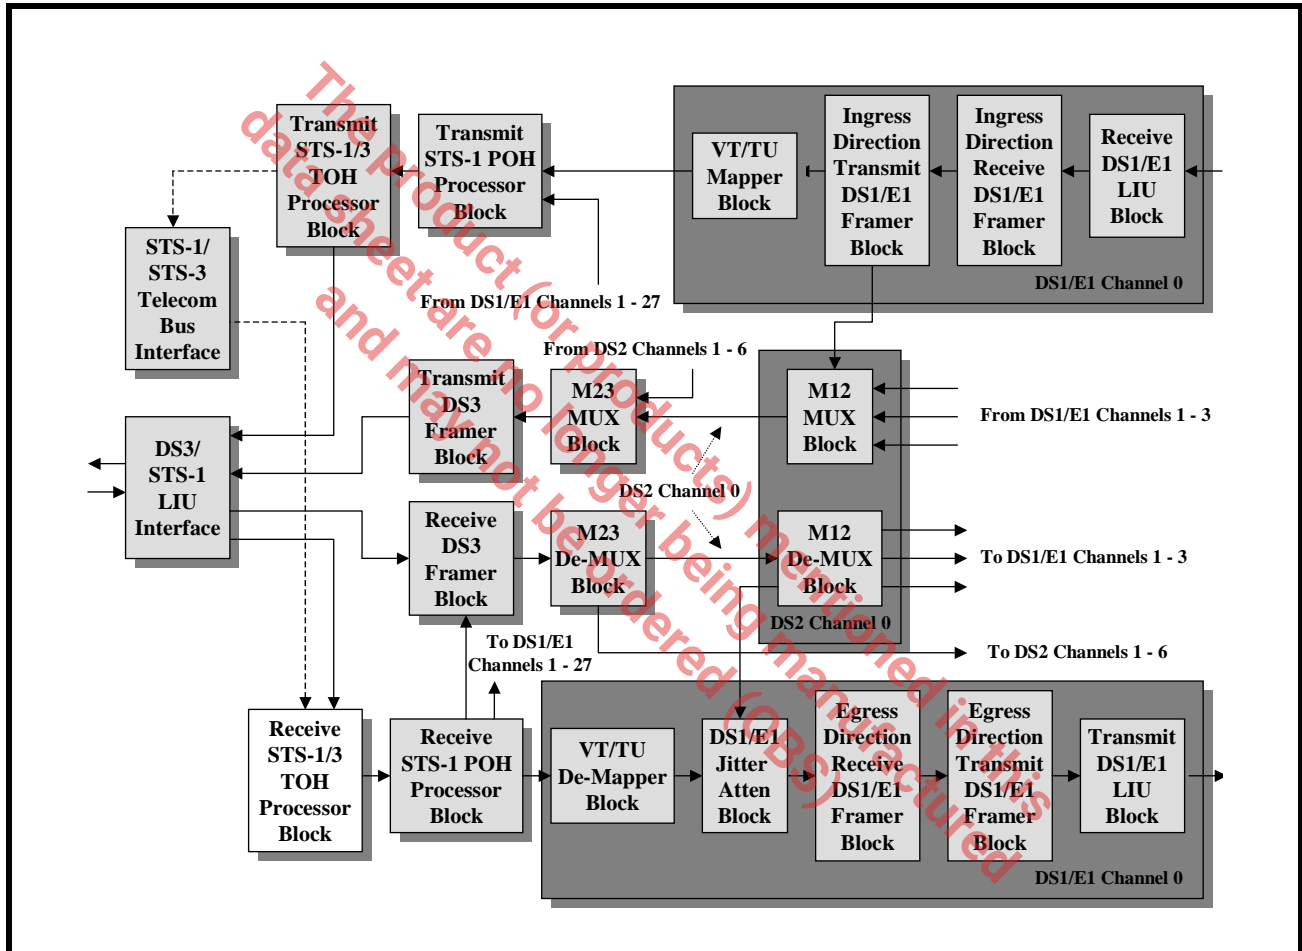 Transmit
STS-1/3
TOH
Processor
Block
Transmit
STS-1 POH
Processor
Block
VT/TU
Mapper
Block
Ingress
Direction
Transmit
DS1/E1
Framer
Block
Ingress
Direction
Receive
DS1/E1
Framer
Block
Receive
DS1/E1
LIU
Block
DS1/E1 Channel 0
STS-1/
STS-3
Telecom
Bus
Interface
From DS1/E1 Channels 1 - 27
From DS2 Channels 1 - 6
Transmit
DS3
Framer
Block
M23
MUX
Block
M12
MUX
Block
From DS1/E1 Channels 1 - 3
DS3/
STS-1
LIU
Interface
DS2 Channel 0
Receive
DS3
Framer
Block
M23
De-MUX
Block
M12
De-MUX
Block
To DS1/E1 Channels 1 - 3
DS2 Channel 0
To DS1/E1
Channels 1 - 27
To DS2 Channels 1 - 6
Receive
STS-1/3
TOH
Processor
Block
Receive
STS-1 POH
Processor
Block
VT/TU
De-Mapper
Block
DS1/E1
Jitter
Atten
Block
Egress
Direction
Receive
DS1/E1
Framer
Block
Egress
Direction
Transmit
DS1/E1
Framer
Block
Transmit
DS1/E1
LIU
Block
DS1/E1 Channel 0
The product (or products) mentioned in this
data sheet are no longer being manufactured
and may not be ordered (OBS)